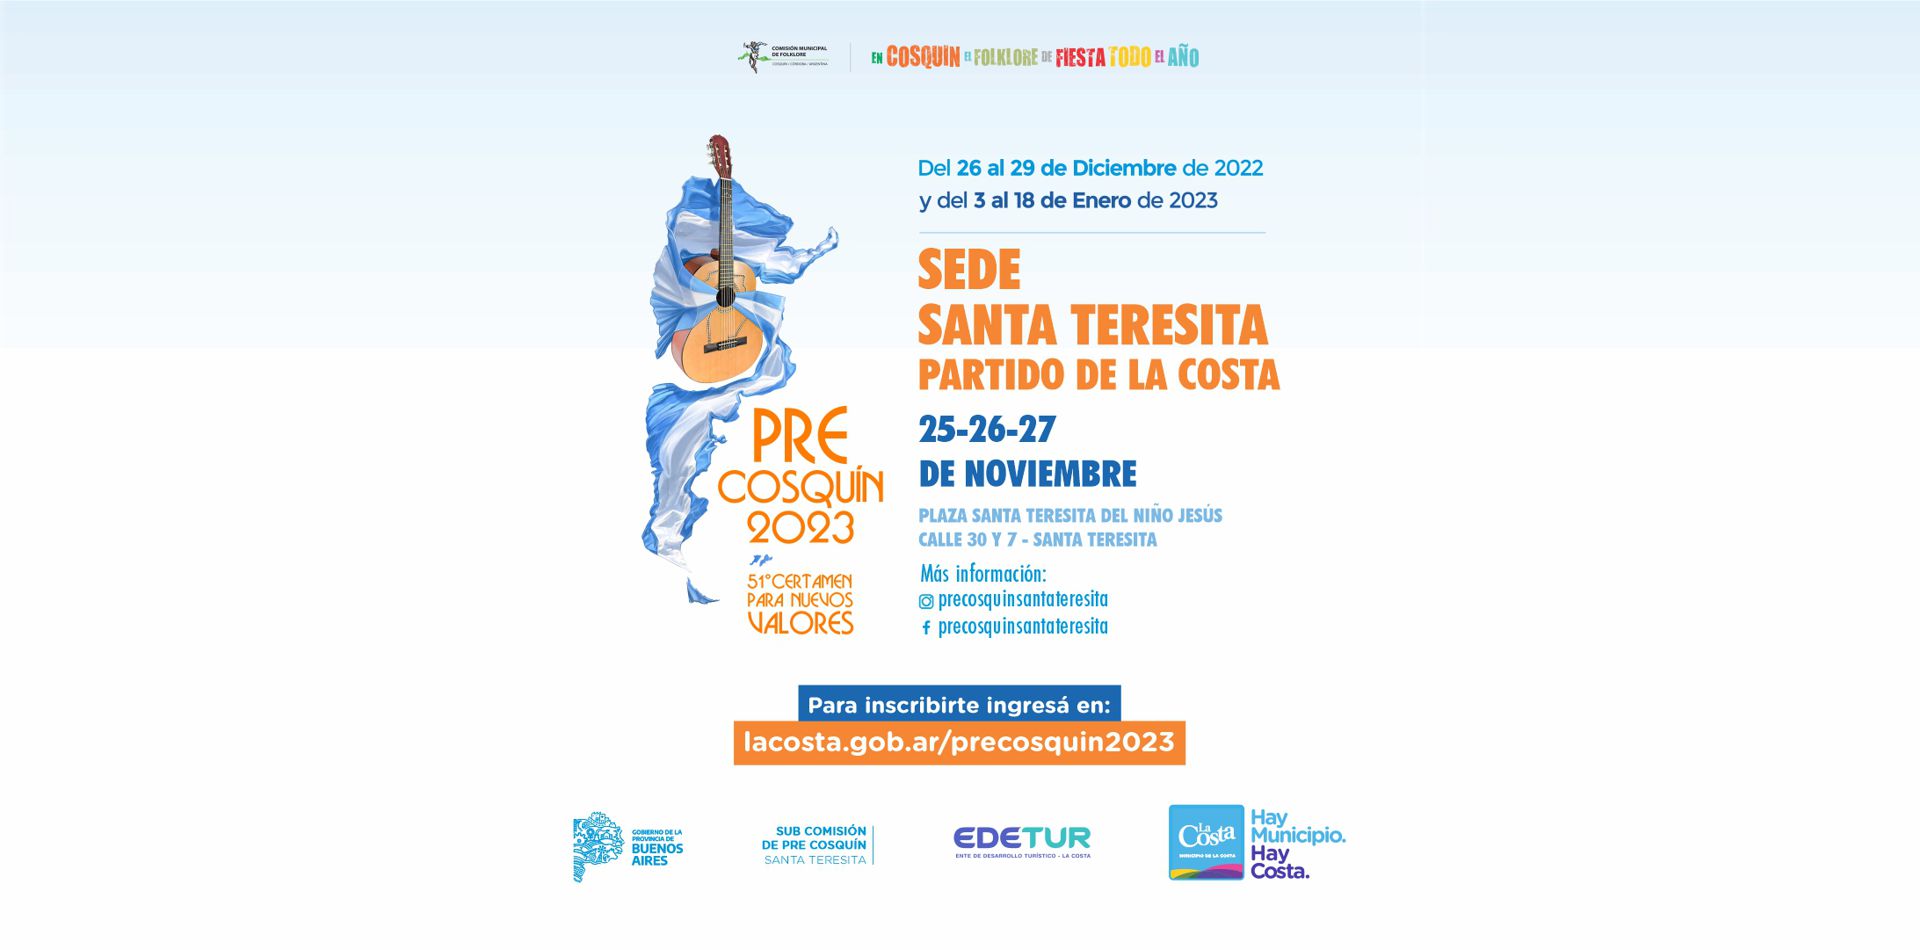 COMISIÓN MUNICIPAL
DE FOLKLORE
COSQUÍN / CÓRDOBA / ARGENTINA
EN COSQUÍN EL FOLKLORE DE FIESTA TODO EL AÑO
Del 26 al 29 de Diciembre de 2022
y del 3 al 18 de Enero de 2023
SEDE
SANTA TERESITA
PARTIDO DE LA COSTA
25-26-27
DE NOVIEMBRE
PLAZA SANTA TERESITA DEL NIÑO JESÚS
CALLE 30 Y 7 - SANTA TERESITA
Más información:
precosquinsantateresita
precosquinsantateresita
PRE
COSQUÍN
2023
51° CERTAMEN
PARA NUEVOS
VALORES
Para inscribirte ingresá en:
lacosta.gob.ar/precosquin2023
GOBIERNO DE LA
PROVINCIA DE
BUENOS
AIRES
SUB COMISIÓN
DE PRE COSQUÍN
SANTA TERESITA
EDETUR
ENTE DE DESARROLLO TURÍSTICO - LA COSTA
La
Costa
MUNICIPIO DE LA COSTA
Hay
Municipio.
Hay
Costa.